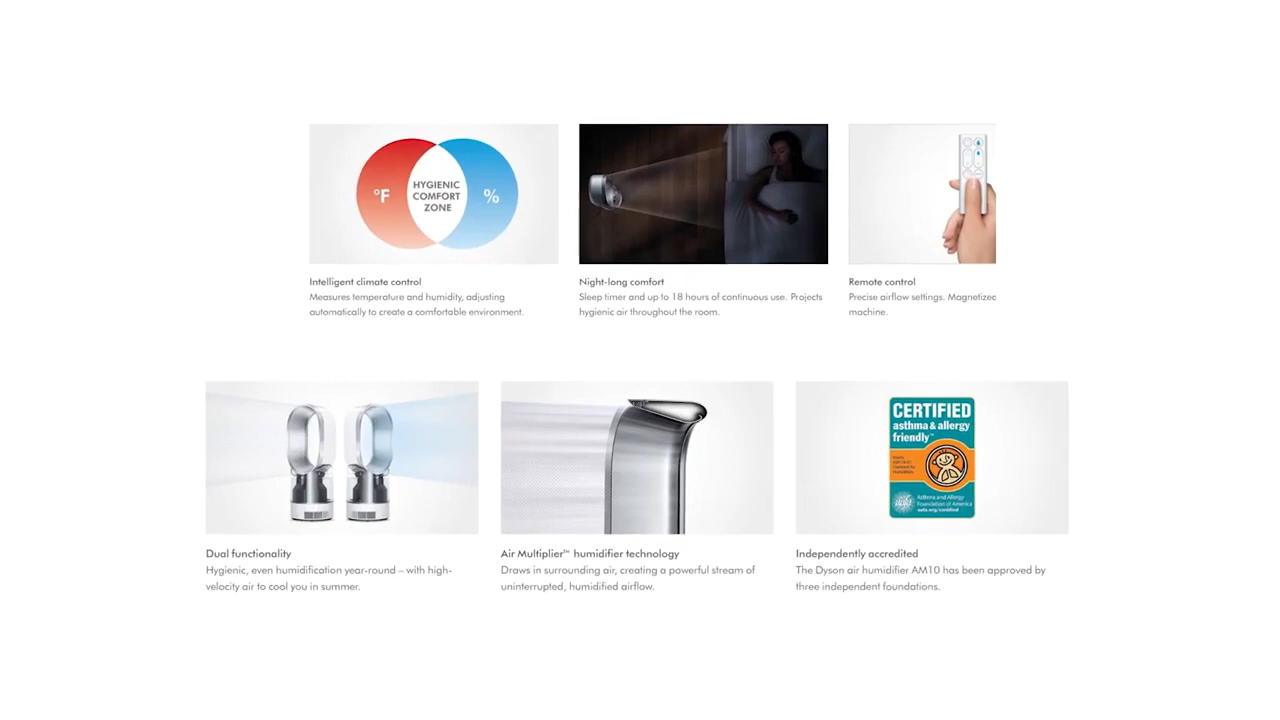 °F
HYGIENIC
COMFORT
ZONE
%
Intelligent climate control
Measures temperature and humidity, adjusting
automatically to create a comfortable environment.
Night-long comfort
Sleep timer and up to 18 hours of continuous use. Projects
hygienic air throughout the room.
Remote control
Precise airflow settings. Magnetized
machine.
Dual functionality
Hygienic, even humidification year-round – with high-
velocity air to cool you in summer.
Air Multiplier™ humidifier technology
Draws in surrounding air, creating a powerful stream of
uninterrupted, humidified airflow.
CERTIFIED
asthma & allergy
friendly™
Asthma and Allergy
Foundation of America
aafa.org/certified
Independently accredited
The Dyson air humidifier AM10 has been approved by
three independent foundations.